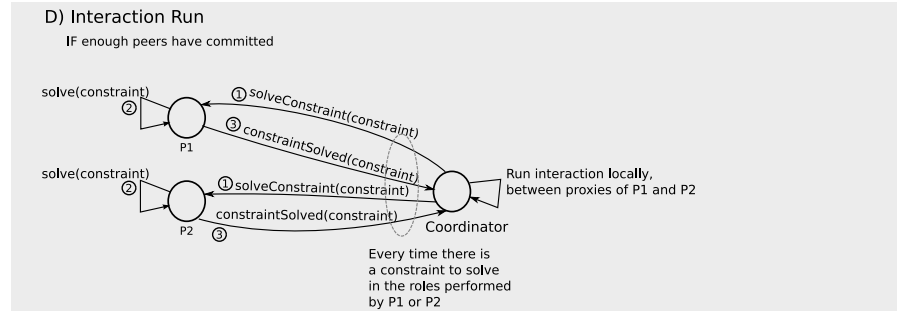 D) Interaction Run
IF enough peers have committed
solve(constraint)
②
P1
① solveConstraint(constraint)
③ constraintSolved(constraint)
solve(constraint)
②
P2
① solveConstraint(constraint)
constraintSolved(constraint)
③
Coordinator
Run interaction locally,
between proxies of P1 and P2
Every time there is
a constraint to solve
in the roles performed
by P1 or P2